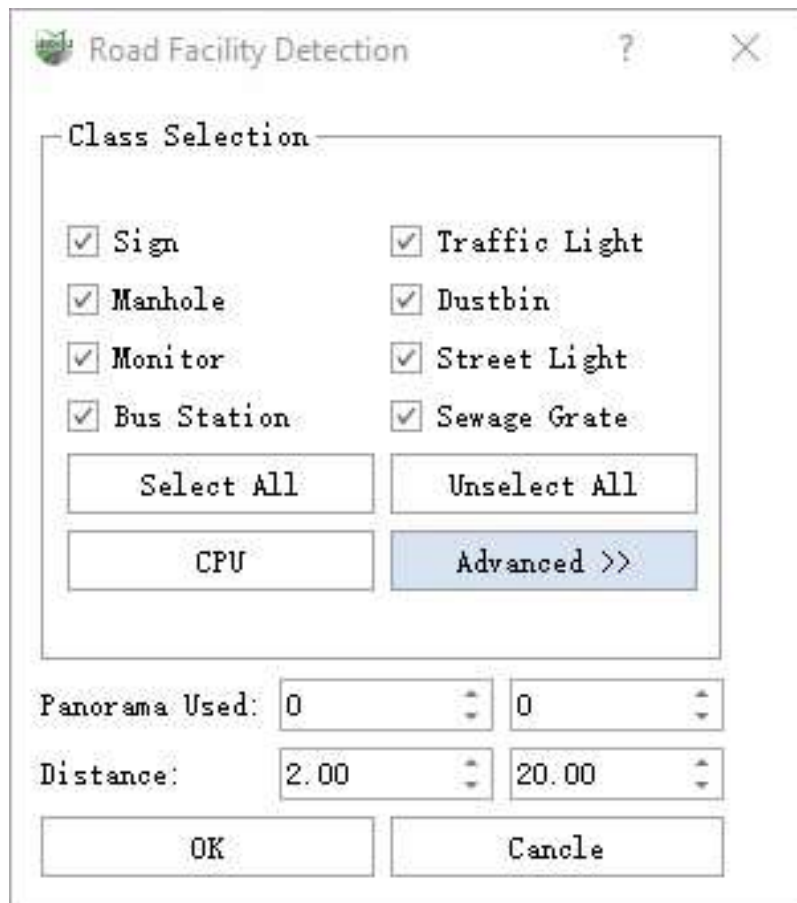 Road Facility Detection ?
Class Selection
Sign Traffic Light
Manhole Dustbin
Monitor Street Light
Bus Station Sewage Grate
Select All Unselect All
CPU Advanced >>
Panorama Used: 0 0
Distance: 2.00 20.00
OK Cancle